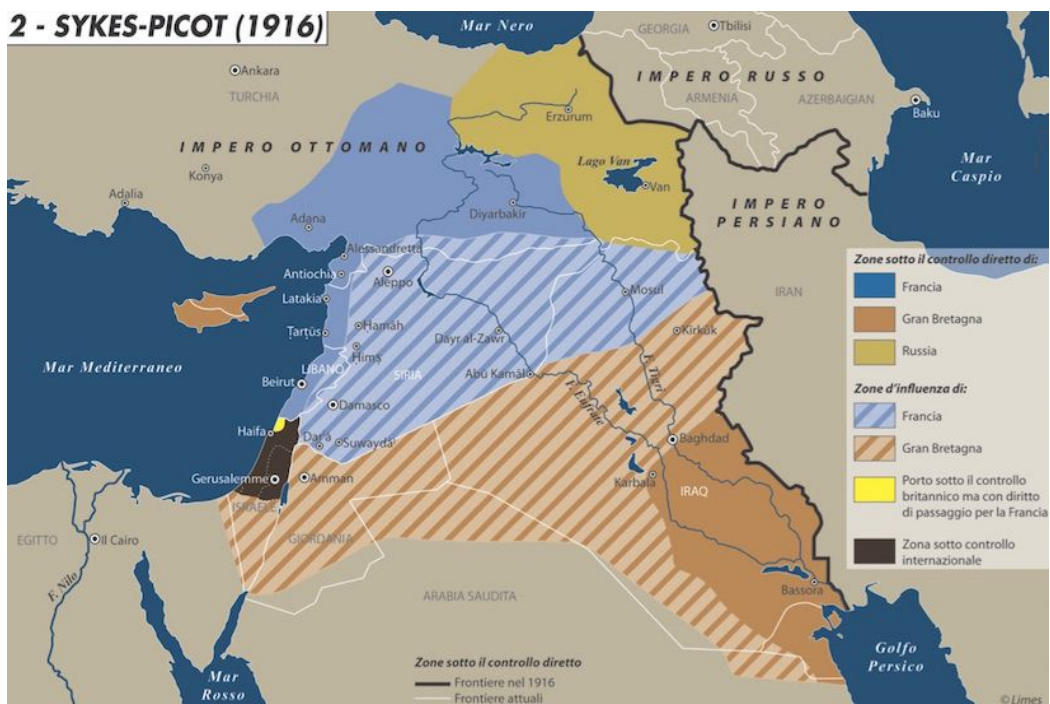 2 - SYKES-PICOT (1916)
Mar Nero
GEORGIA
Tbilisi
Ankara
TURCHIA
IMPERO RUSSO
ARMENIA
AZERBAIGIAN
Baku
Erzurum
IMPERO OTTOMANO
Lago Van
Van
Mar
Caspio
Konya
Adalia
Adana
Diyarbakir
IMPERO
PERSIANO
Alessandretta
Antiochia
Aleppo
Latakia
Mosul
IRAN
Ḥamāh
Ṭarṭūs
Dayr al-Zawr
Kirkūk
Ḥimṣ
Mar Mediterraneo
LIBANO
SIRIA
Abū Kamāl
F. Tigri
Beirut
Damasco
F. Eufrate
Haifa
Dar'ā
Suwaydā'
Baghdad
Gerusalemme
Amman
Karbalā
IRAQ
ISRAELE
EGITTO
Il Cairo
GIORDANIA
F. Nilo
Bassora
ARABIA SAUDITA
Mar
Rosso
Golfo
Persico
Zone sotto il controllo diretto di:
Francia
Gran Bretagna
Russia
Zone d'influenza di:
Francia
Gran Bretagna
Porto sotto il controllo
britannico ma con diritto
di passaggio per la Francia
Zona sotto controllo
internazionale
Zone sotto il controllo diretto
Frontiere nel 1916
Frontiere attuali
© Limes